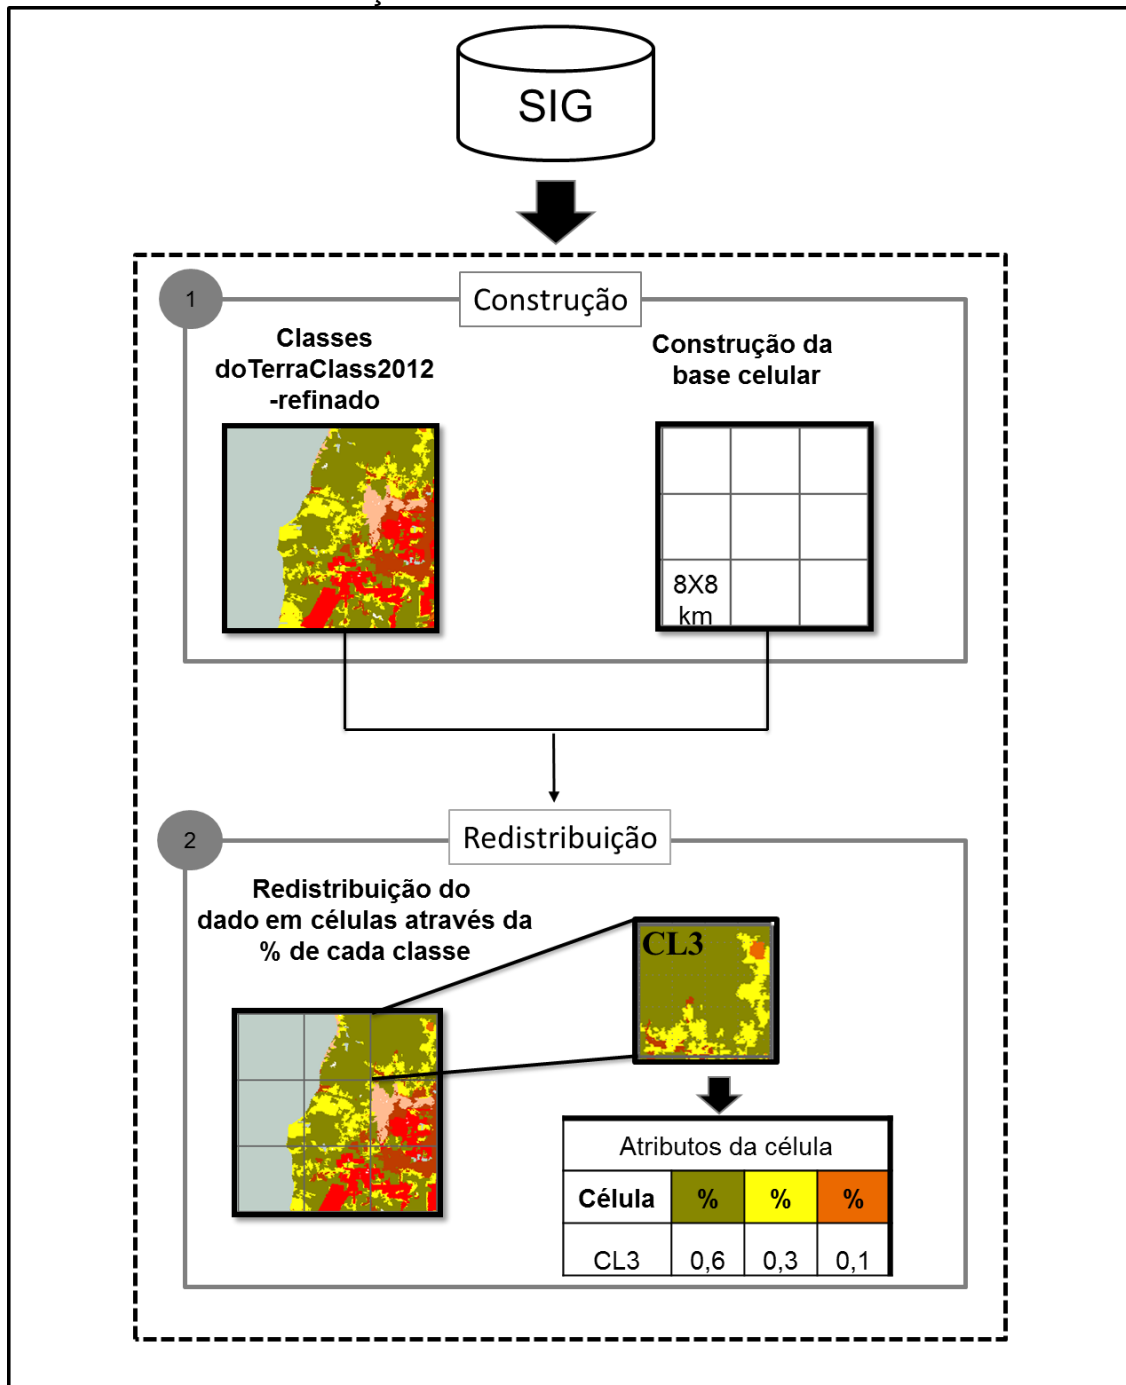 SIG
1
Construção
Classes
doTerraClass2012
-refinado
Construção da
base celular
8X8
km
2
Redistribuição
Redistribuição do
dado em células através da
% de cada classe
CL3
Atributos da célula
Célula % % %
CL3 0,6 0,3 0,1